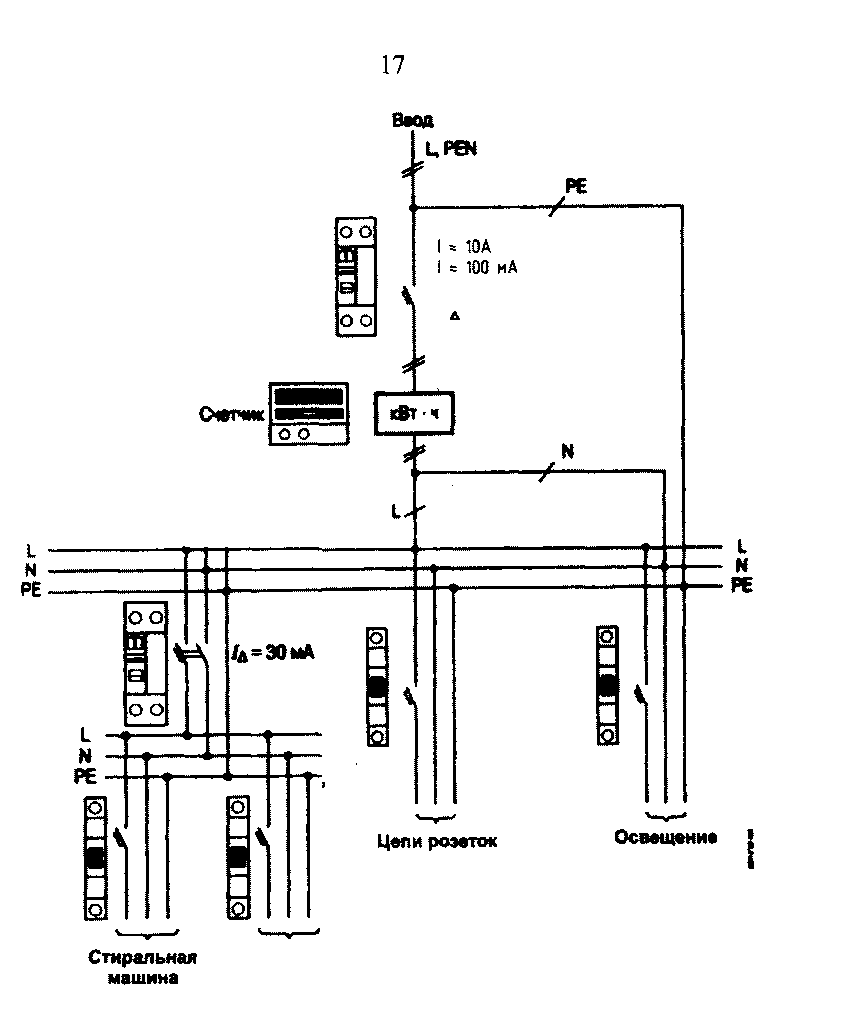 17
Ввод
L, PEN
PE
I = 10A
I = 100 мА
Δ
Счетчик
кВт · ч
N
L
L
L
N
N
PE
PE
IΔ = 30 мА
L
N
PE
Цепи розеток
Освещение
Стиральная
машина